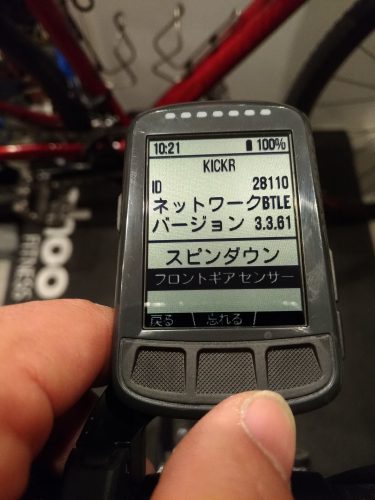 10:21 100%
KICKR
ID 28110
ネットワークBTLE
バージョン 3.3.61
スピンダウン
フロントギアセンサー
戻る 忘れる
hoo
FITNESS